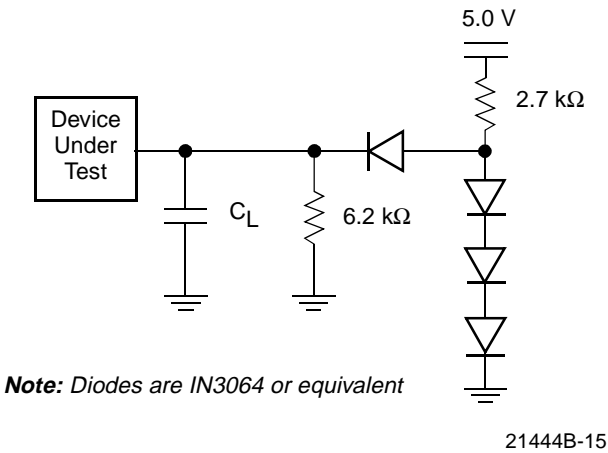 5.0 V
2.7 kΩ
Device
Under
Test
CL
6.2 kΩ
Note: Diodes are IN3064 or equivalent
21444B-15